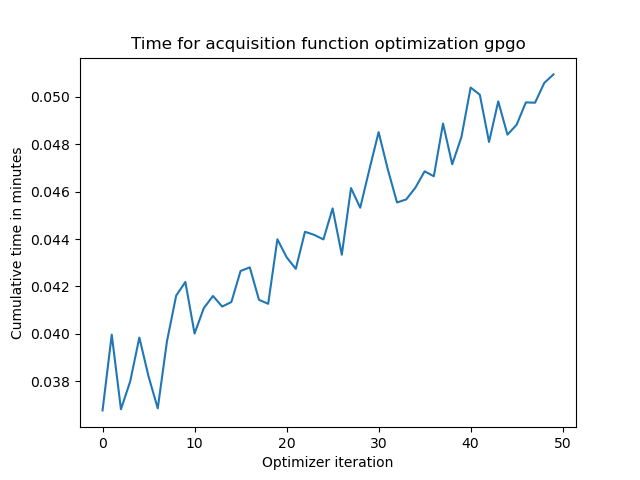 Time for acquisition function optimization gpgo
Cumulative time in minutes
0.050
0.048
0.046
0.044
0.042
0.040
0.038
0 10 20 30 40 50
Optimizer iteration